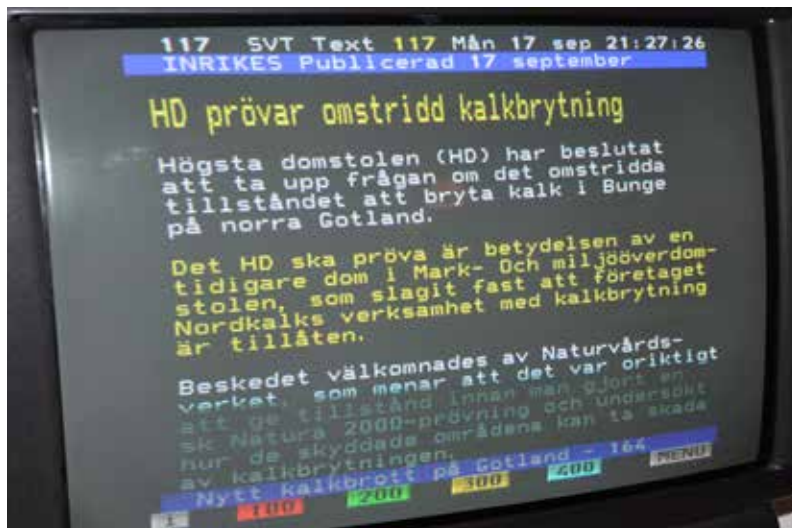 117 SVT Text 117 Mån 17 sep 21:27:26
INRIKES Publicerad 17 september
HD prövar omstridd kalkbrytning
Högsta domstolen (HD) har beslutat
att ta upp frågan om det omstridda
tillståndet att bryta kalk i Bunge
på norra Gotland.
Det HD ska pröva är betydelsen av en
tidigare dom i Mark- Och miljööverdom-
stolen, som slagit fast att företaget
Nordkalks verksamhet med kalkbrytning
är tillåten.
Beskedet välkomnades av Naturvårds-
verket, som menar att det var oriktigt
att ge tillstånd innan man gjort en
sk Natura 2000-prövning och undersökt
hur de skyddade områdena kan ta skada
av kalkbrytningen.
Nytt kalkbrott på Gotland - 164
1 100 200 300 400 MENU